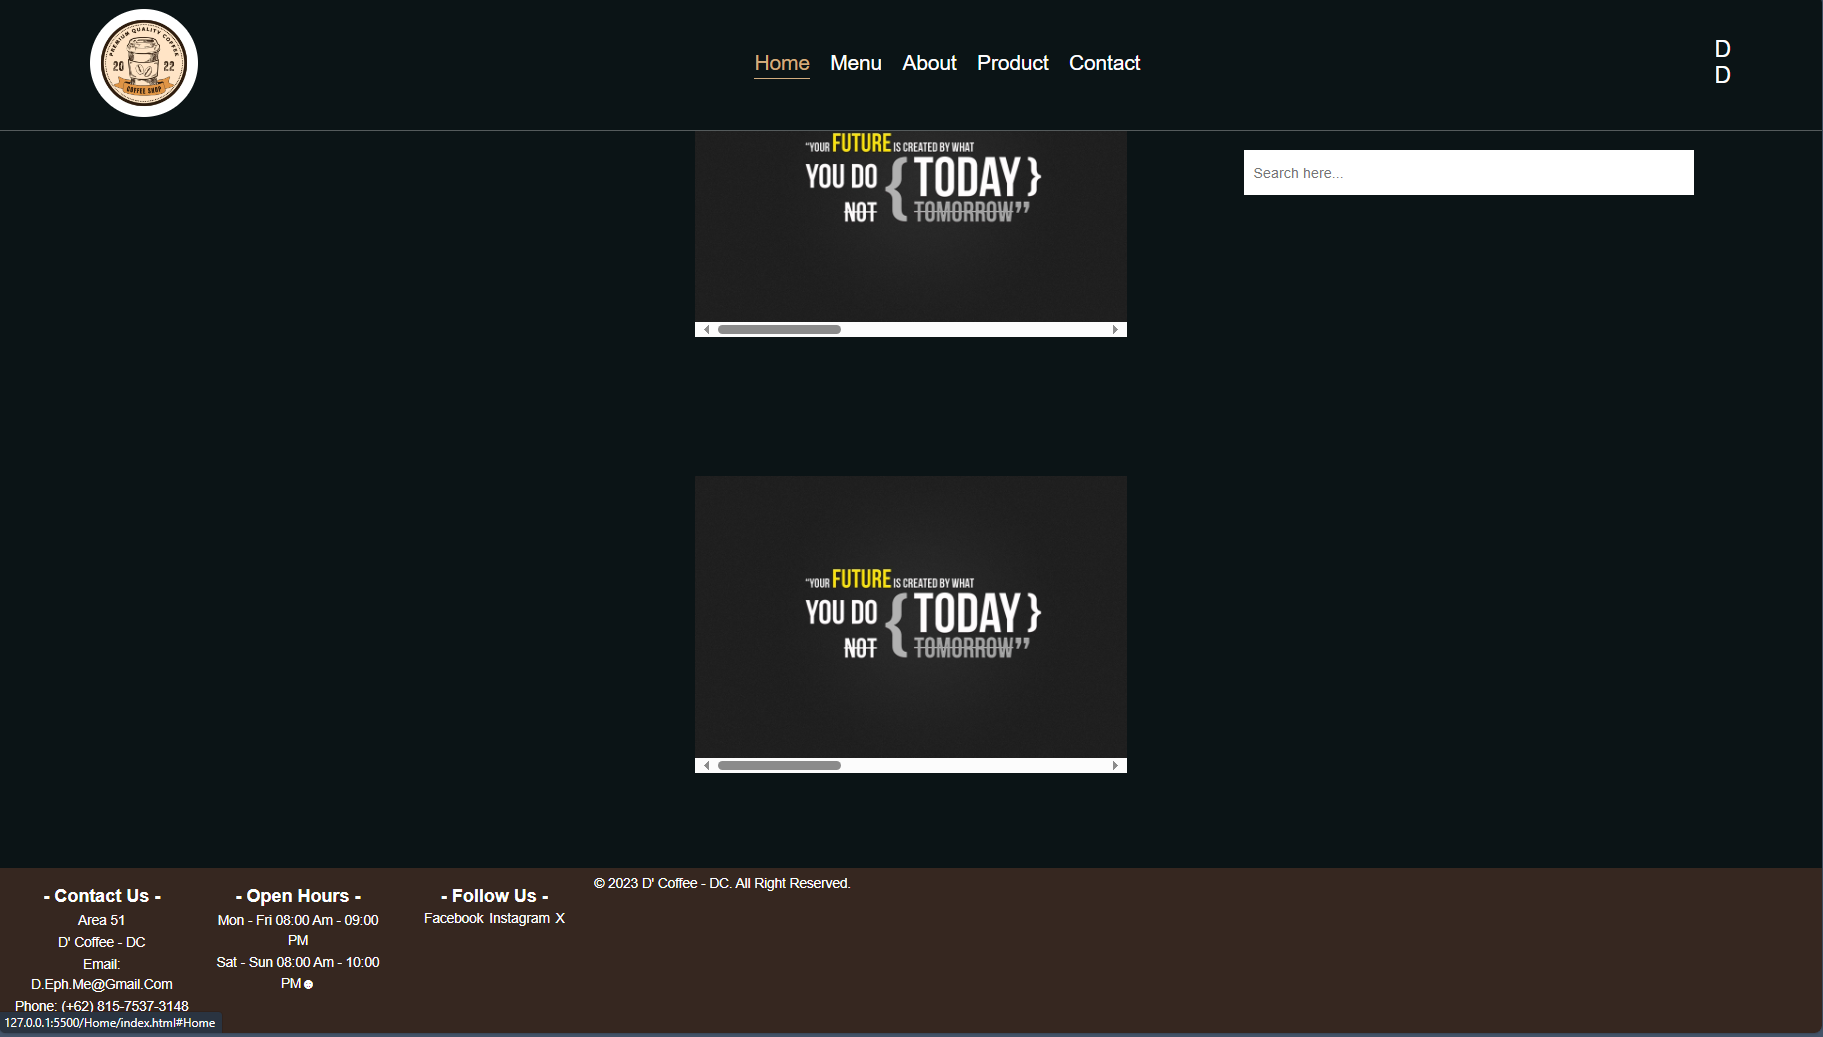 PREMIUM QUALITY COFFEE
20 22
COFFEE SHOP
Home Menu About Product Contact
D
D
Search here...
“YOUR FUTURE IS CREATED BY WHAT
YOU DO { TODAY }
NOT TOMORROW”
“YOUR FUTURE IS CREATED BY WHAT
YOU DO { TODAY }
NOT TOMORROW”
- Contact Us -
Area 51
D' Coffee - DC
Email:
D.Eph.Me@Gmail.Com
Phone: (+62) 815-7537-3148
- Open Hours -
Mon - Fri 08:00 Am - 09:00
PM
Sat - Sun 08:00 Am - 10:00
PM☻
- Follow Us -
Facebook Instagram X
© 2023 D' Coffee - DC. All Right Reserved.
127.0.0.1:5500/Home/index.html#Home